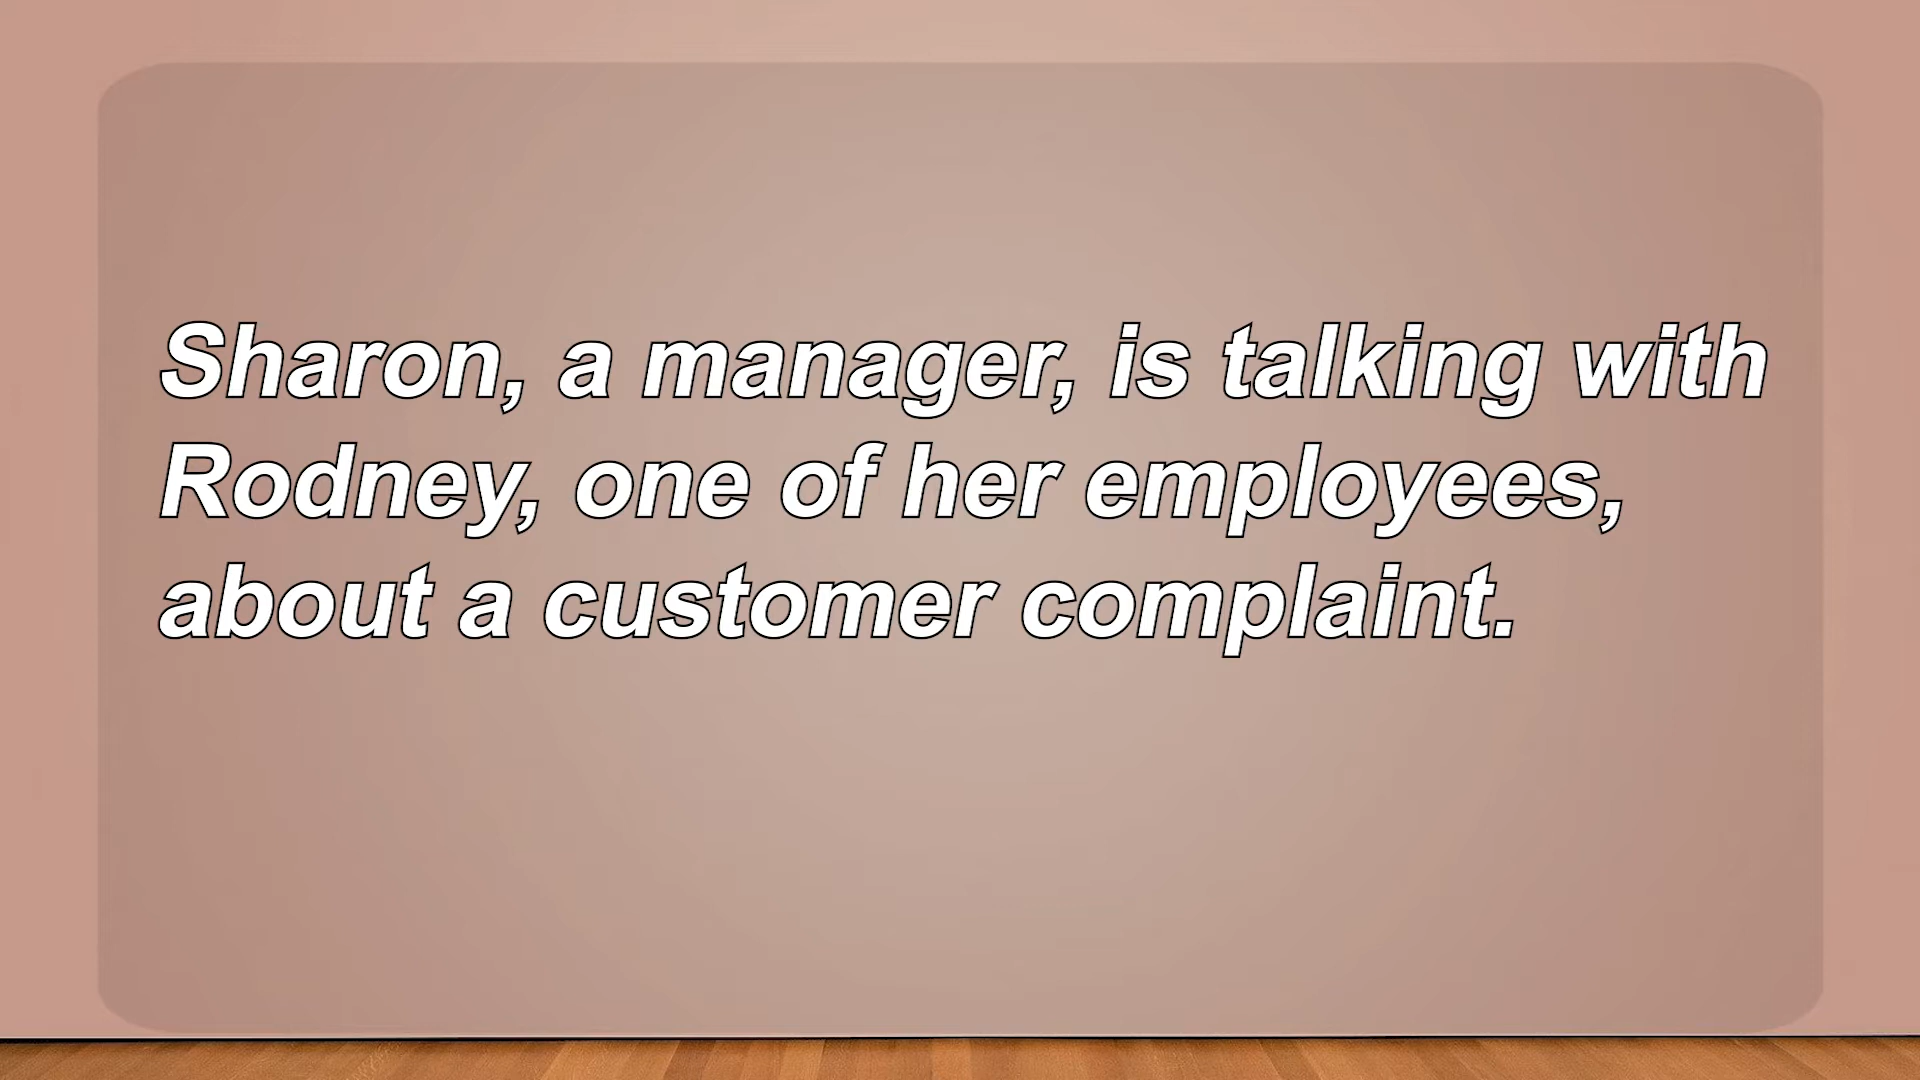 Sharon, a manager, is talking with
Rodney, one of her employees,
about a customer complaint.